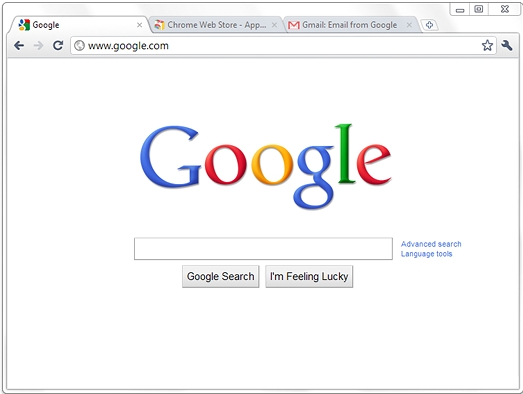 Google
Chrome Web Store - App...
Gmail: Email from Google
www.google.com
Google
Advanced search
Language tools
Google Search
I'm Feeling Lucky